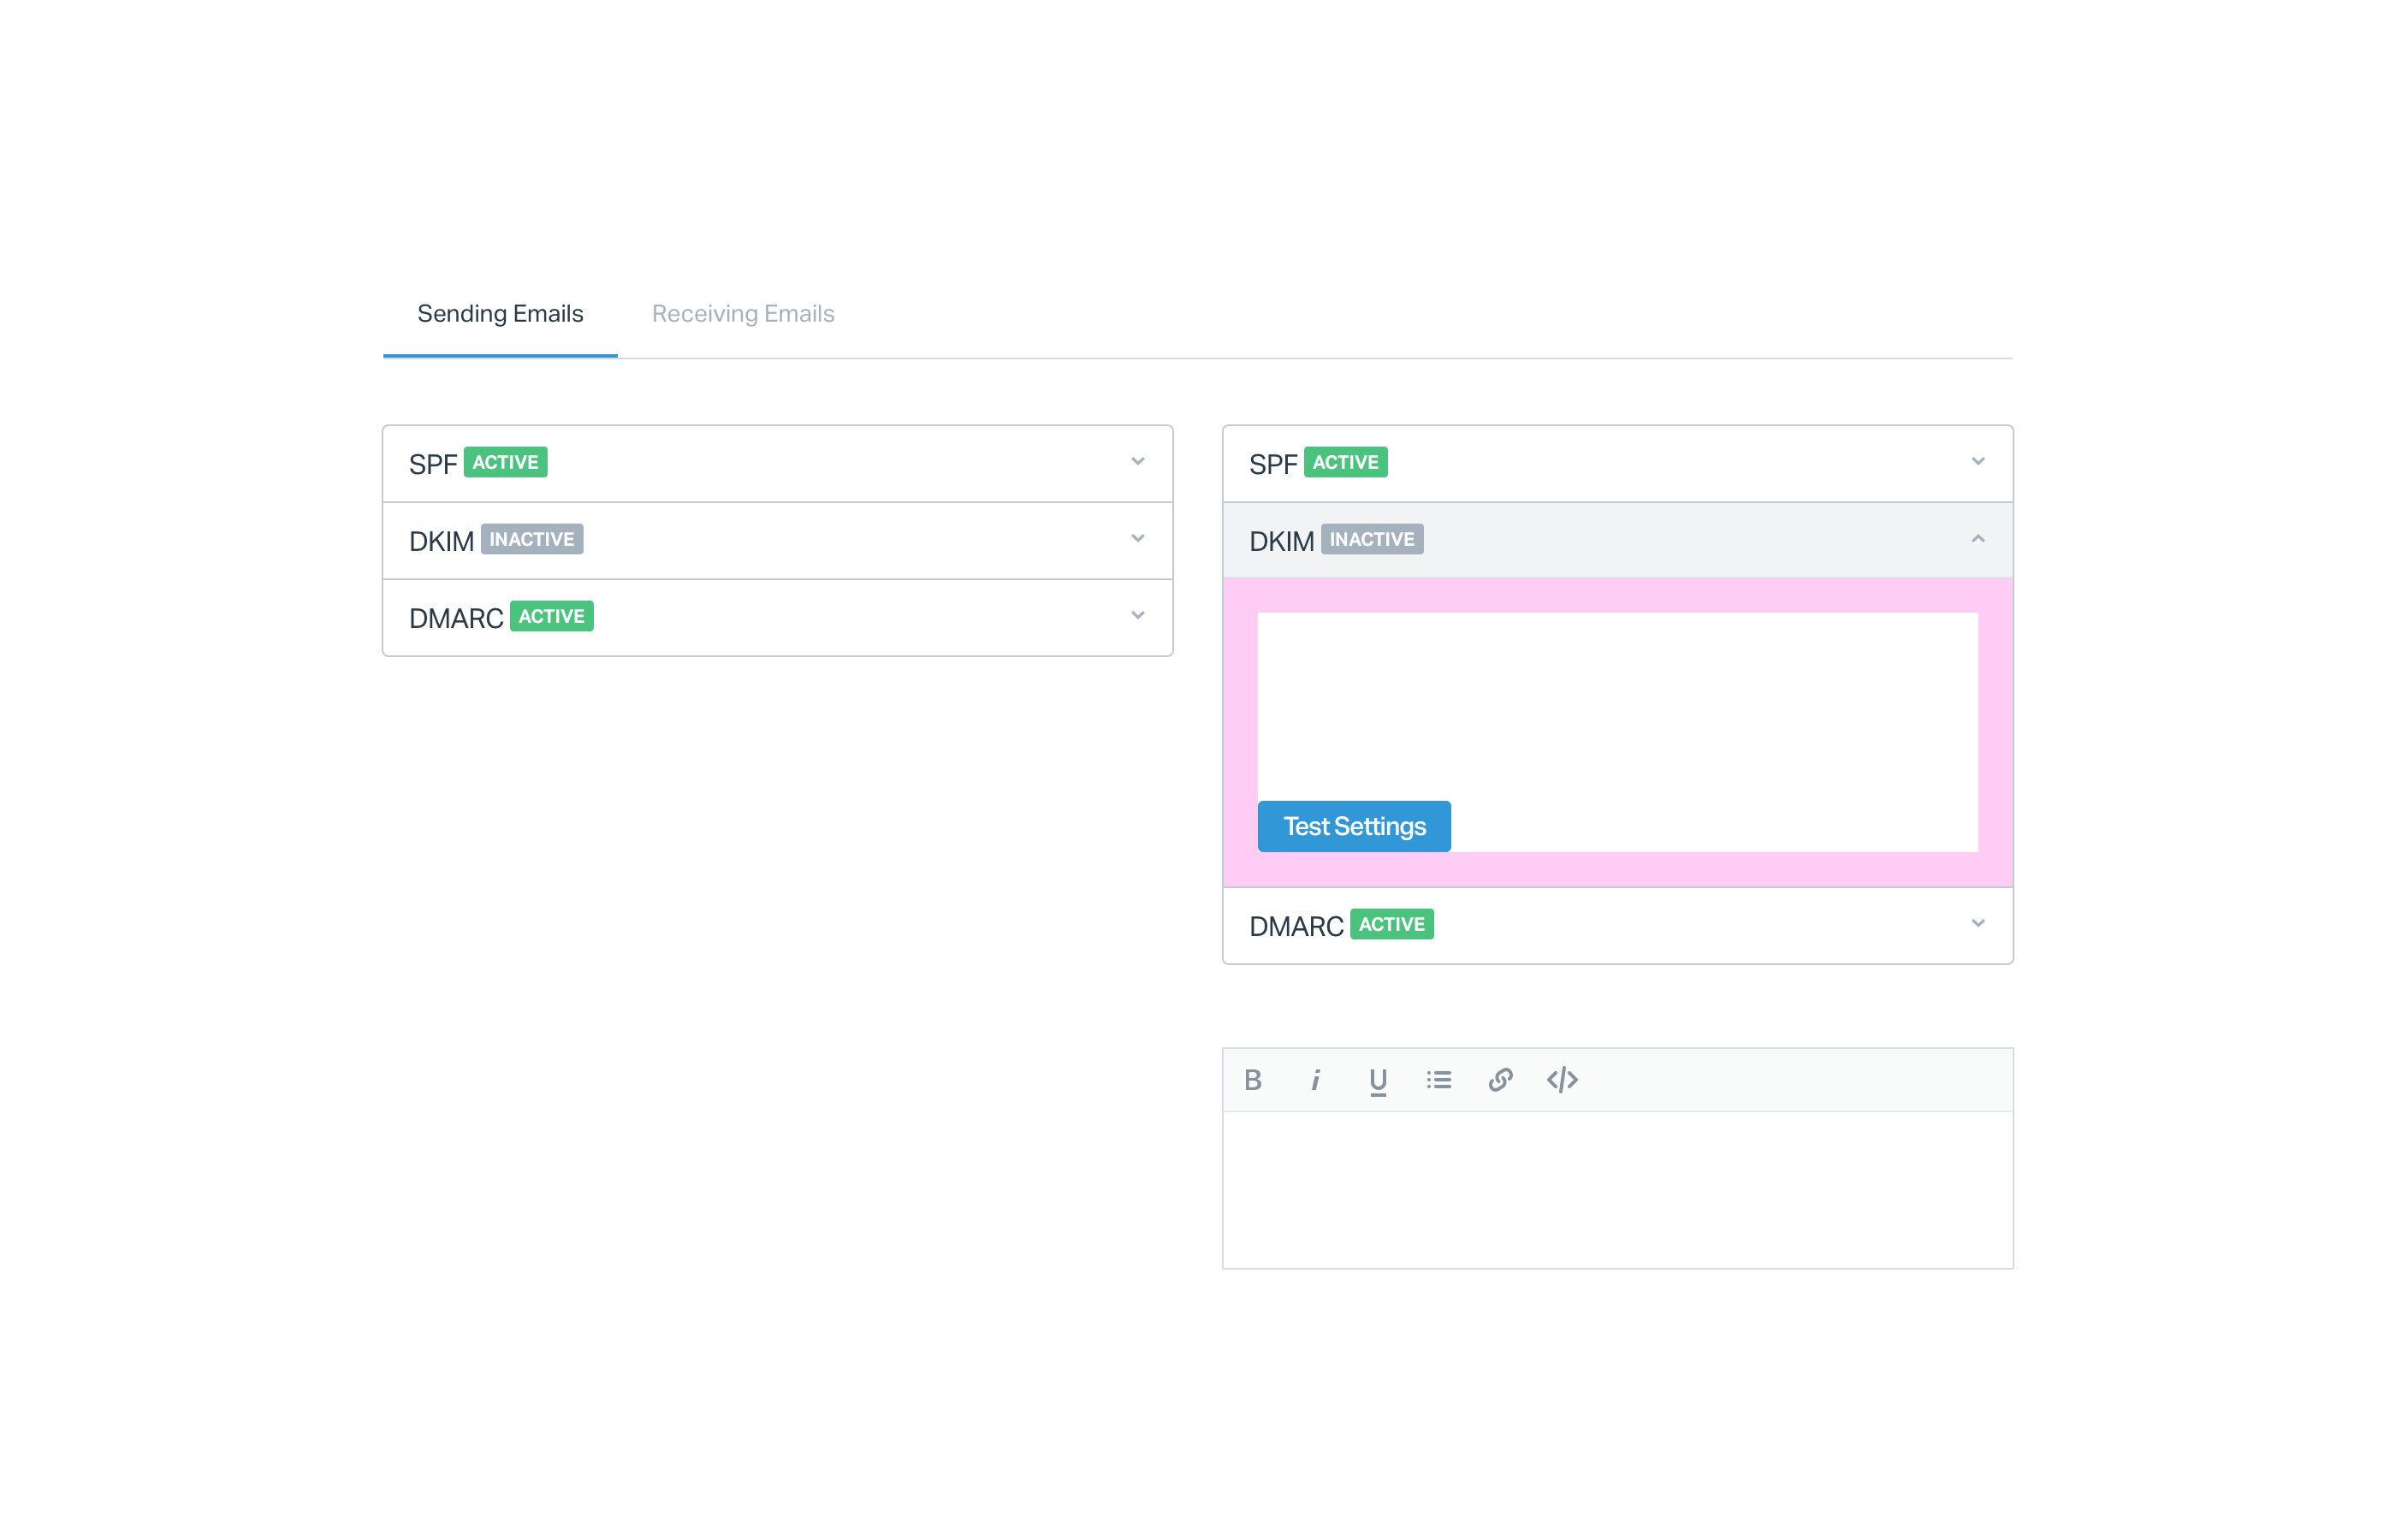 Sending Emails Receiving Emails
SPF ACTIVE
DKIM INACTIVE
DMARC ACTIVE
SPF ACTIVE
DKIM INACTIVE
Test Settings
DMARC ACTIVE
B i U